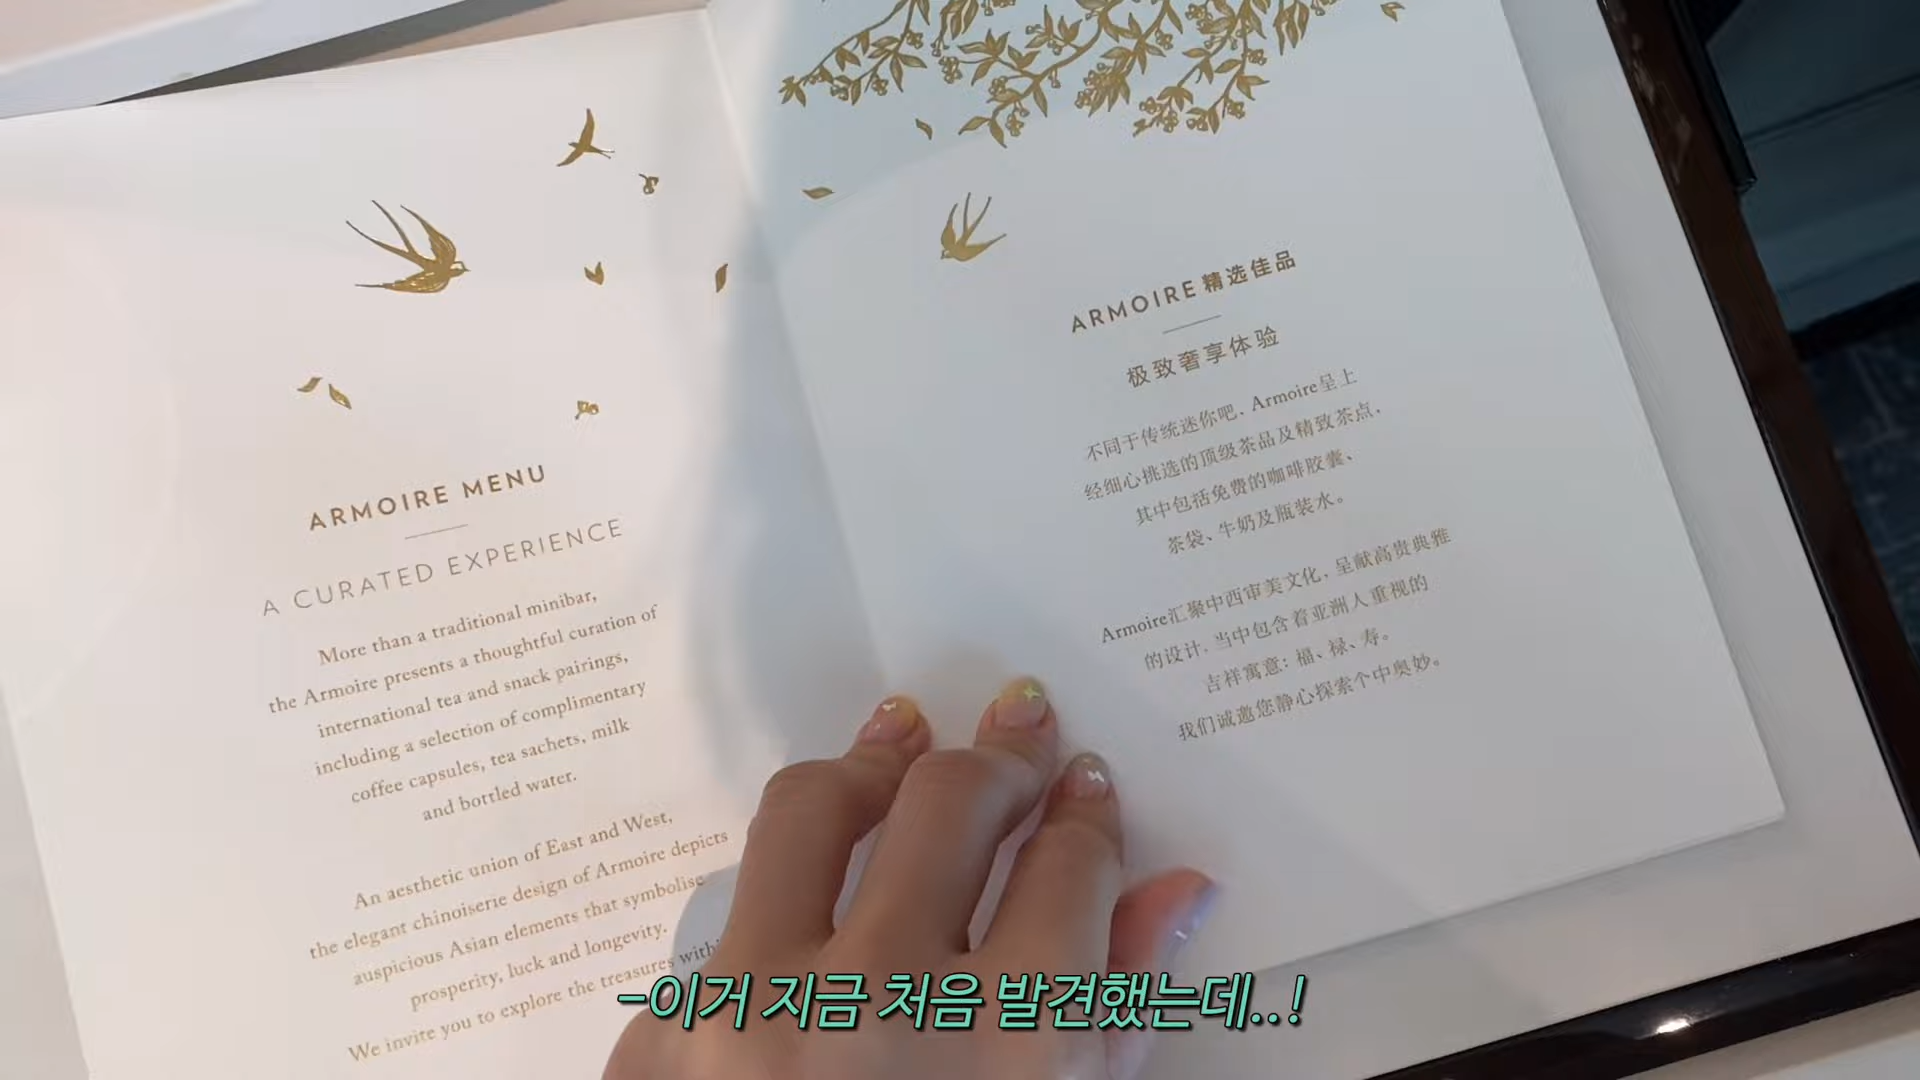 ARMOIRE MENU
A CURATED EXPERIENCE
More than a traditional minibar,
the Armoire presents a thoughtful curation of
international tea and snack pairings,
including a selection of complimentary
coffee capsules, tea sachets, milk
and bottled water.
An aesthetic union of East and West,
the elegant chinoiserie design of Armoire depicts
auspicious Asian elements that symbolise
prosperity, luck and longevity.
We invite you to explore the treasures
ARMOIRE 精选佳品
极致奢享体验
不同于传统迷你吧，Armoire呈上
经细心挑选的顶级茶品及精致茶点，
其中包括免费的咖啡胶囊、
茶袋、牛奶及瓶装水。
Armoire汇聚中西审美文化，呈献高贵典雅
的设计，当中包含着亚洲人重视的
吉祥寓意：福、禄、寿。
我们诚邀您静心探索个中奥妙。
-이거 지금 처음 발견했는데..!